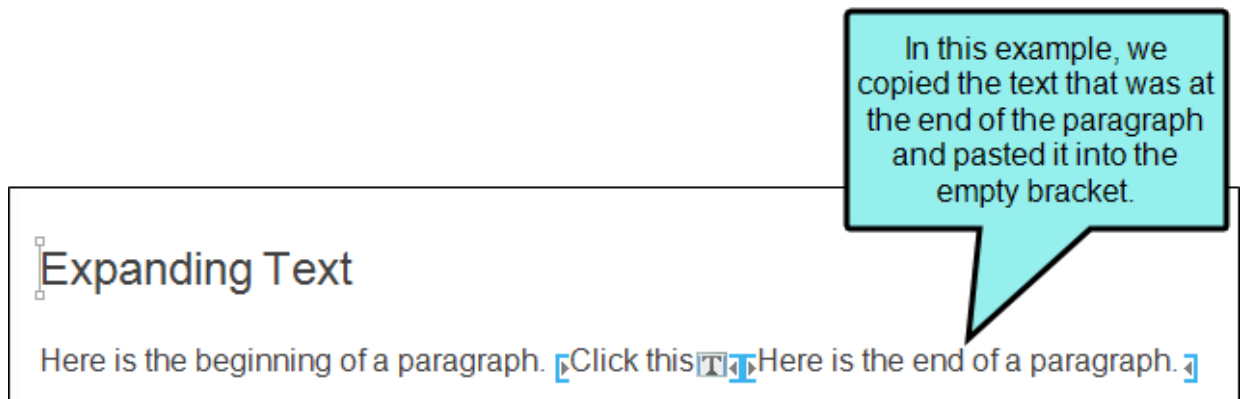 In this example, we
copied the text that was at
the end of the paragraph
and pasted it into the
empty bracket.
Expanding Text
Here is the beginning of a paragraph. Click this T Here is the end of a paragraph.